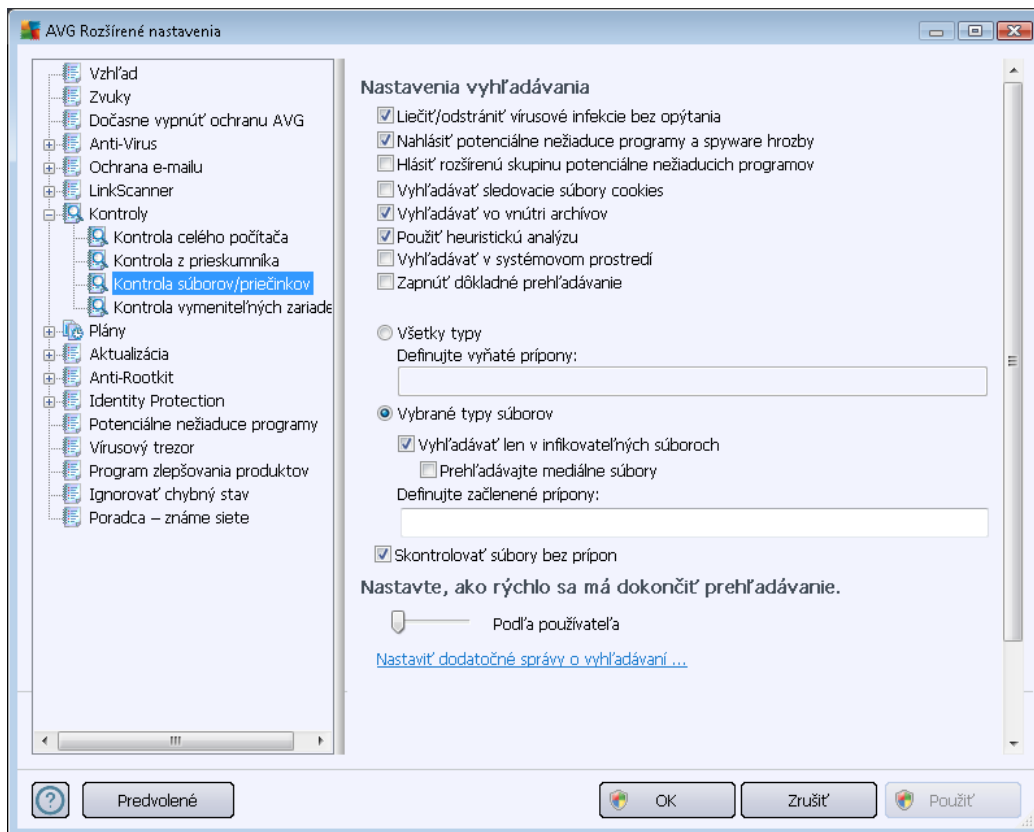 AVG Rozšírené nastavenia
Vzhľad
Zvuky
Dočasne vypnúť ochranu AVG
Anti-Virus
Ochrana e-mailu
LinkScanner
Kontroly
Kontrola celého počítača
Kontrola z prieskumníka
Kontrola súborov/priečinkov
Kontrola vymeniteľných zariade
Plány
Aktualizácia
Anti-Rootkit
Identity Protection
Potenciálne nežiaduce programy
Vírusový trezor
Program zlepšovania produktov
Ignorovať chybný stav
Poradca – známe siete
Nastavenia vyhľadávania
Liečiť/odstrániť vírusové infekcie bez opýtania
Nahlásiť potenciálne nežiaduce programy a spyware hrozby
Hlásiť rozšírenú skupinu potenciálne nežiaducich programov
Vyhľadávať sledovacie súbory cookies
Vyhľadávať vo vnútri archívov
Použiť heuristickú analýzu
Vyhľadávať v systémovom prostredí
Zapnúť dôkladné prehľadávanie
Všetky typy
Definujte vyňaté prípony:
Vybrané typy súborov
Vyhľadávať len v infikovateľných súboroch
Prehľadávajte mediálne súbory
Definujte začlenené prípony:
Skontrolovať súbory bez prípon
Nastavte, ako rýchlo sa má dokončiť prehľadávanie.
Podľa používateľa
Nastaviť dodatočné správy o vyhľadávaní ...
Predvolené
OK
Zrušiť
Použiť